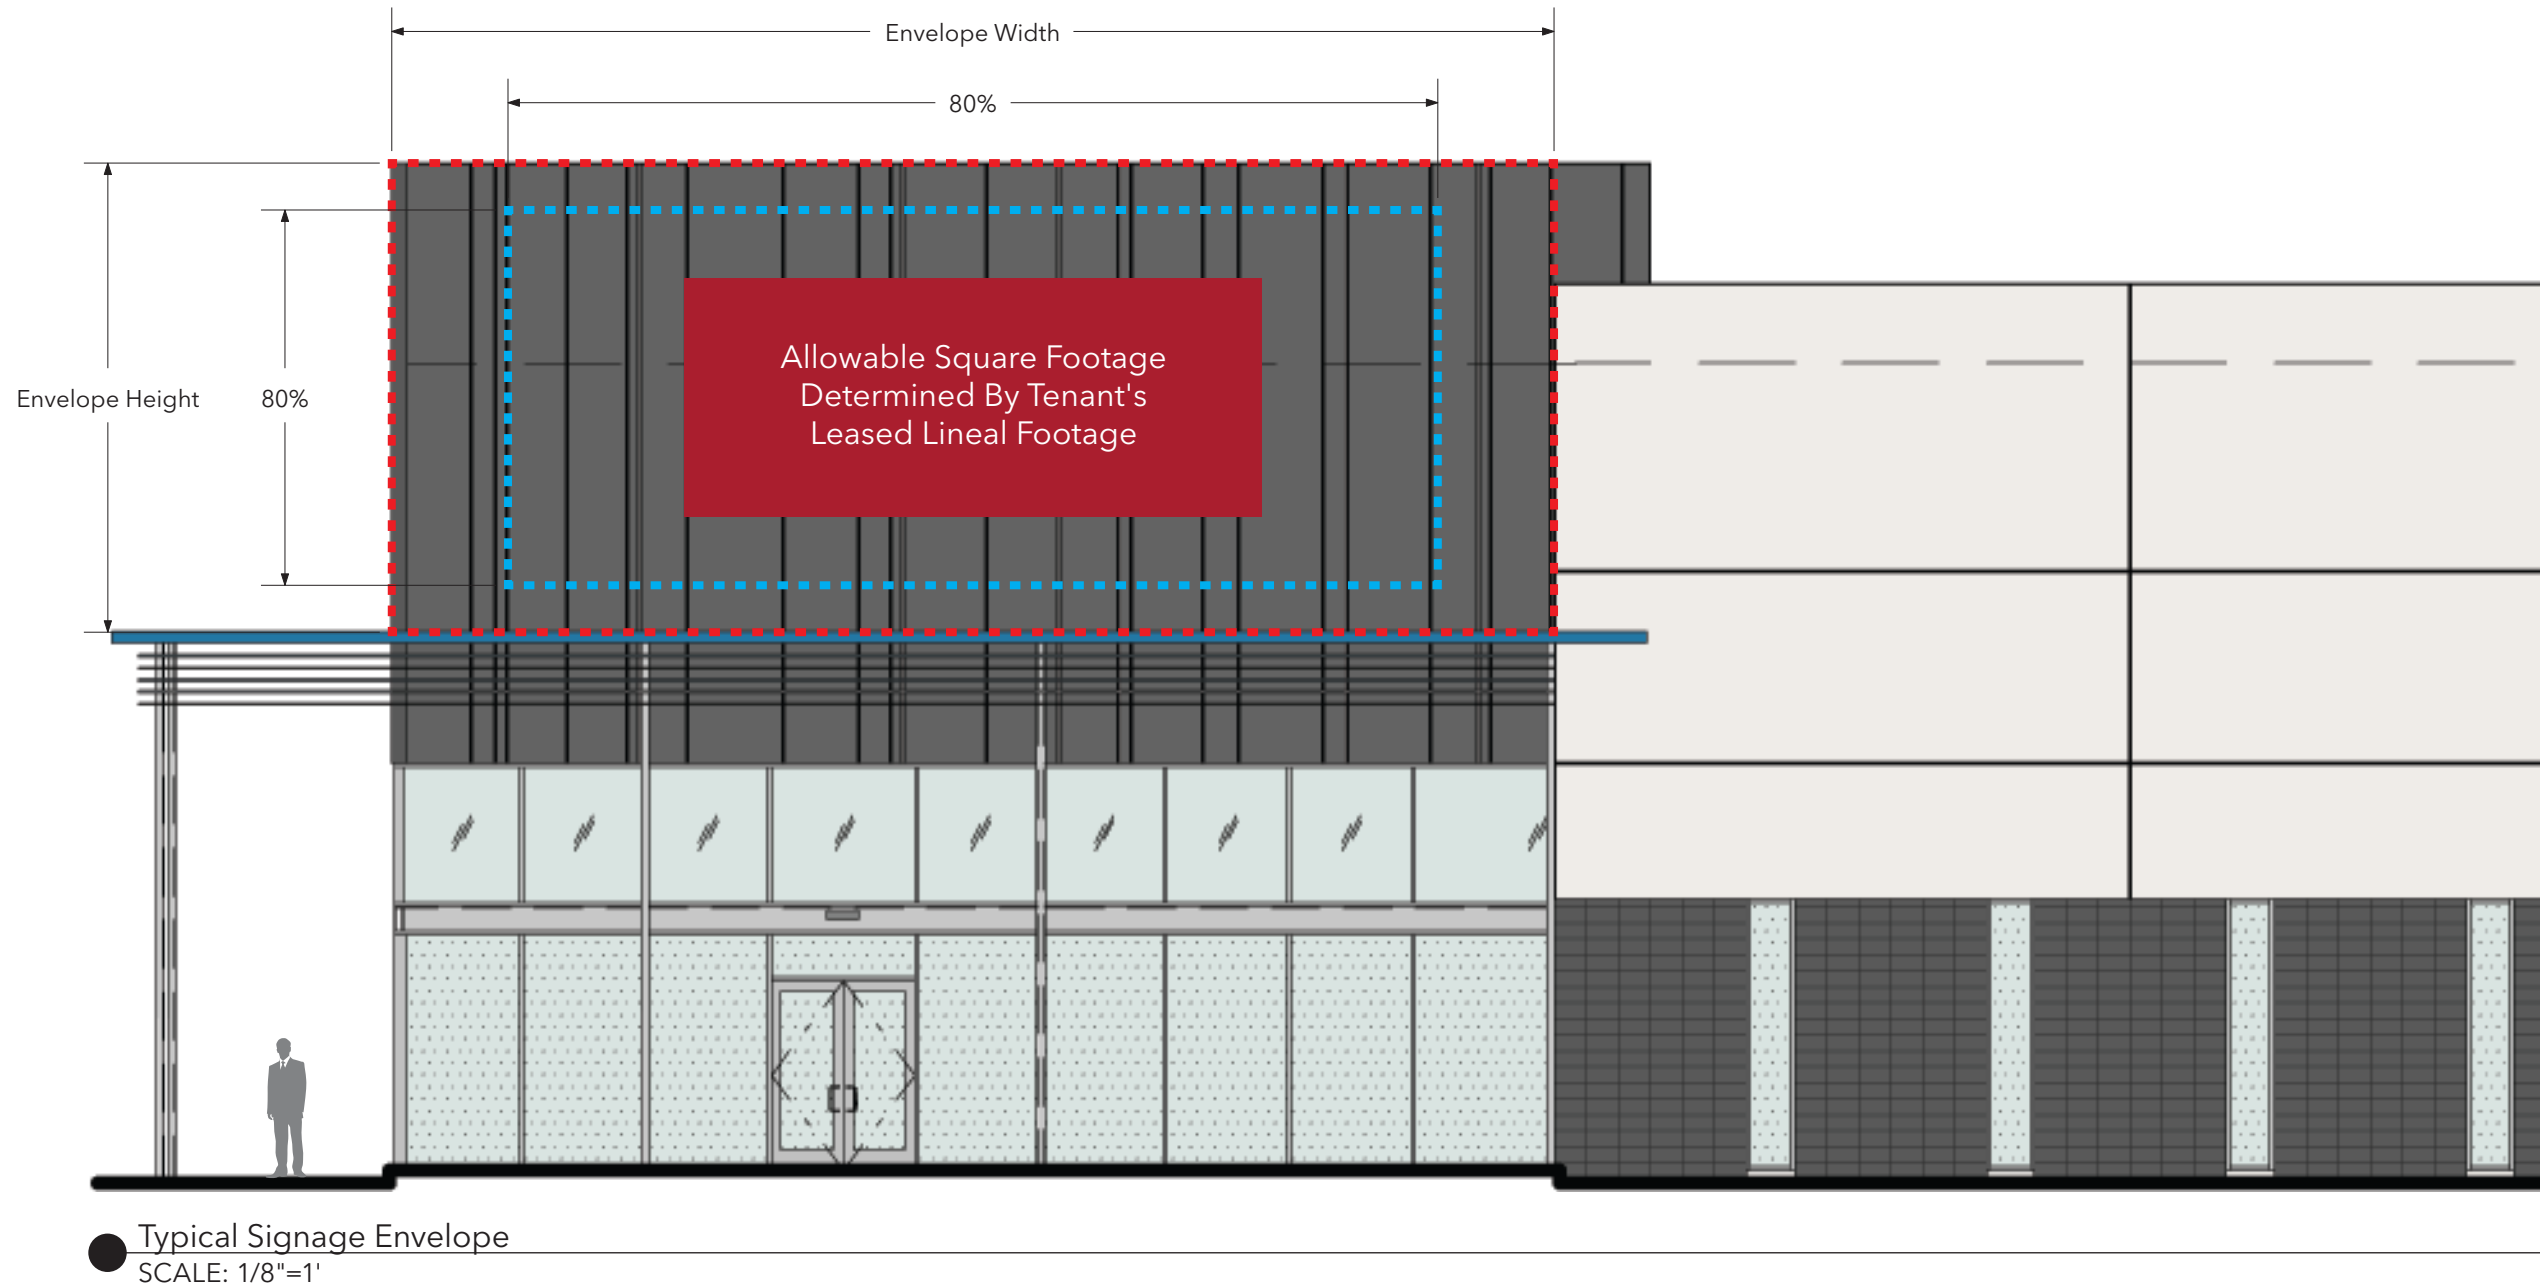 Envelope Width
80%
Envelope Height
80%
Allowable Square Footage
Determined By Tenant's
Leased Lineal Footage
Typical Signage Envelope
SCALE: 1/8"=1'